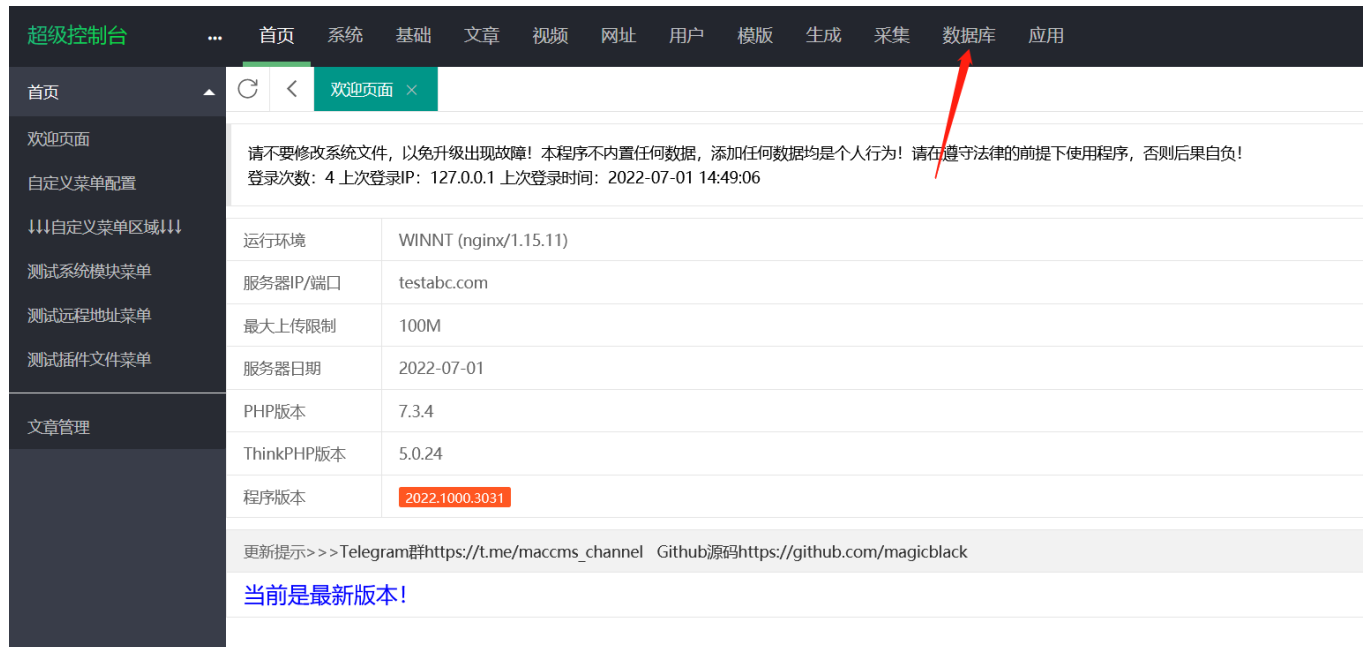 超级控制台 ... 首页 系统 基础 文章 视频 网址 用户 模版 生成 采集 数据库 应用
首页
欢迎页面
自定义菜单配置
↓↓↓自定义菜单区域↓↓↓
测试系统模块菜单
测试远程地址菜单
测试插件文件菜单
文章管理
欢迎页面 ×
请不要修改系统文件，以免升级出现故障！本程序不内置任何数据，添加任何数据均是个人行为！请在遵守法律的前提下使用程序，否则后果自负！
登录次数：4 上次登录IP：127.0.0.1 上次登录时间：2022-07-01 14:49:06
运行环境 WINNT (nginx/1.15.11)
服务器IP/端口 testabc.com
最大上传限制 100M
服务器日期 2022-07-01
PHP版本 7.3.4
ThinkPHP版本 5.0.24
程序版本 2022.1000.3031
更新提示>>>Telegram群https://t.me/maccms_channel Github源码https://github.com/magicblack
当前是最新版本！